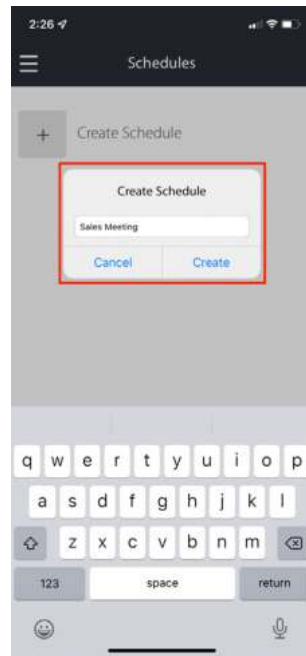 2:26
Schedules
+ Create Schedule
Create Schedule
Sales Meeting
Cancel Create
q w e r t y u i o p
a s d f g h j k l
z x c v b n m
123 space return